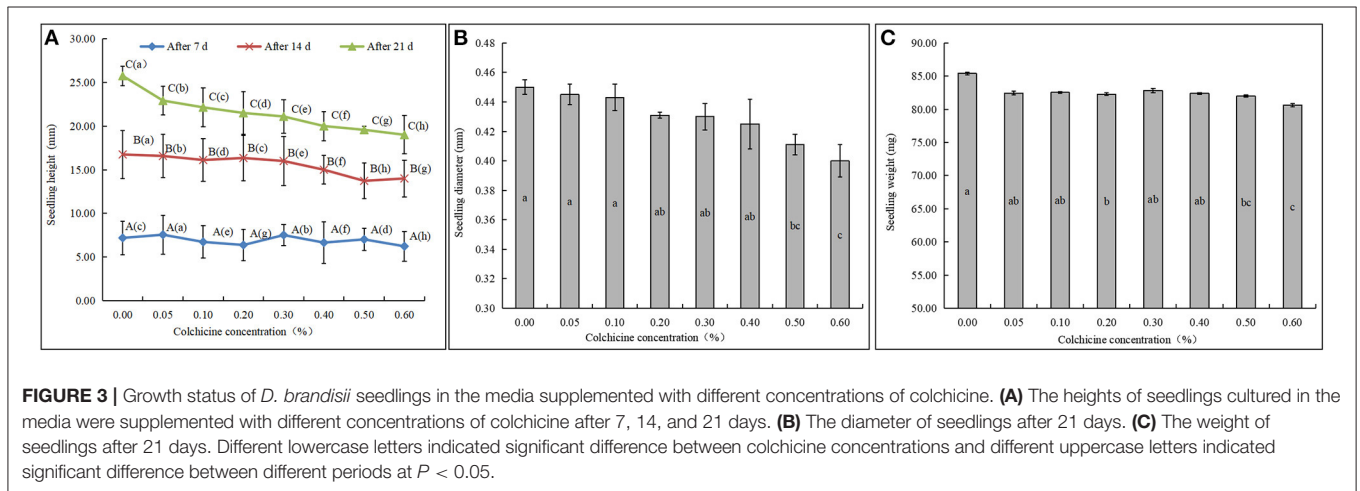 A
After 7 d
After 14 d
After 21 d
30.00
25.00
20.00
15.00
10.00
5.00
0.00
Seedling height (mm)
C(a)
C(b)
C(c)
C(d)
C(e)
C(f)
C(g)
C(h)
B(a)
B(b)
B(d)
B(c)
B(e)
B(f)
B(h)
B(g)
A(c)
A(a)
A(e)
A(g)
A(b)
A(f)
A(d)
A(h)
0.00 0.05 0.10 0.20 0.30 0.40 0.50 0.60
Colchicine concentration（%）
B
0.48
0.46
0.44
0.42
0.40
0.38
0.36
0.34
0.32
0.30
Seedling diameter (mm)
a a a ab ab ab bc c
0.00 0.05 0.10 0.20 0.30 0.40 0.50 0.60
Colchicine concentration（%）
C
90.00
85.00
80.00
75.00
70.00
65.00
60.00
55.00
50.00
Seedling weight (mg)
a ab ab b ab ab bc c
0.00 0.05 0.10 0.20 0.30 0.40 0.50 0.60
Colchicine concentration（%）
FIGURE 3 | Growth status of D. brandisii seedlings in the media supplemented with different concentrations of colchicine. (A) The heights of seedlings cultured in the
media were supplemented with different concentrations of colchicine after 7, 14, and 21 days. (B) The diameter of seedlings after 21 days. (C) The weight of
seedlings after 21 days. Different lowercase letters indicated significant difference between colchicine concentrations and different uppercase letters indicated
significant difference between different periods at P < 0.05.